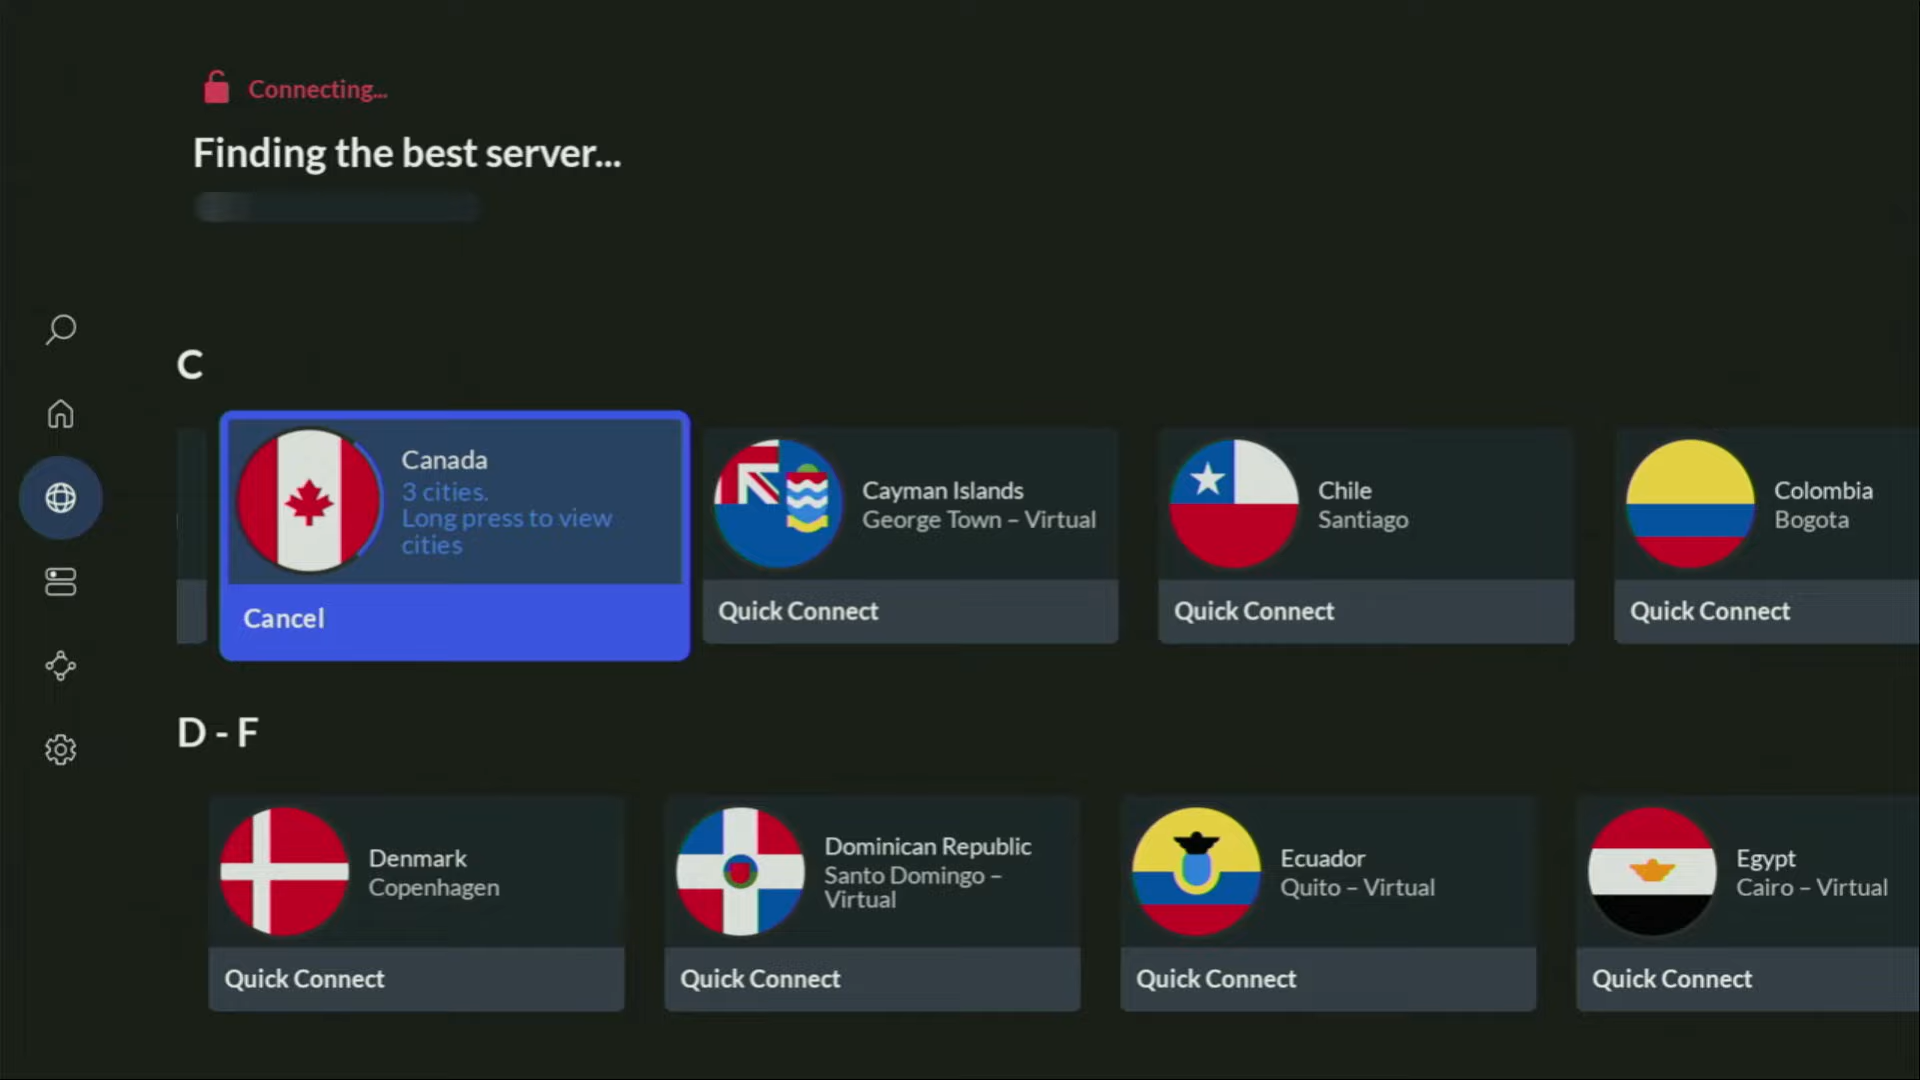 Connecting...
Finding the best server...
C
Canada
3 cities.
Long press to view
cities
Cancel
Cayman Islands
George Town – Virtual
Quick Connect
Chile
Santiago
Quick Connect
Colombia
Bogota
Quick Connect
D - F
Denmark
Copenhagen
Quick Connect
Dominican Republic
Santo Domingo –
Virtual
Quick Connect
Ecuador
Quito – Virtual
Quick Connect
Egypt
Cairo – Virtual
Quick Connect